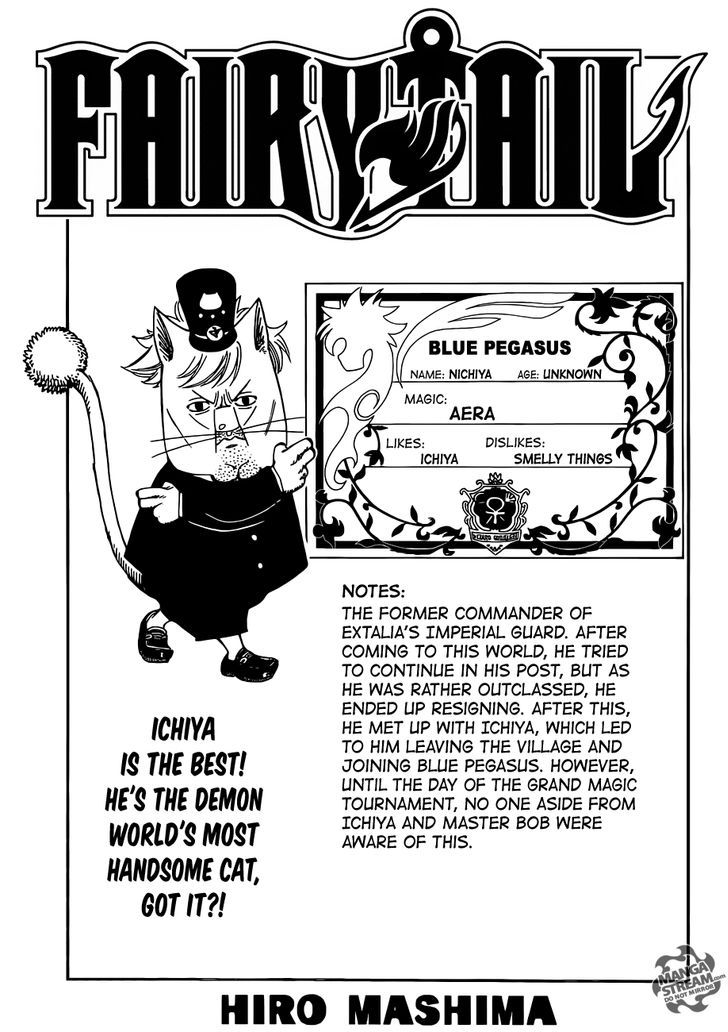 FAIRY TAIL
BLUE PEGASUS
NAME: NICHIYA AGE: UNKNOWN
MAGIC:
AERA
LIKES: DISLIKES:
ICHIYA SMELLY THINGS
NOTES:
THE FORMER COMMANDER OF
EXTALIA'S IMPERIAL GUARD. AFTER
COMING TO THIS WORLD, HE TRIED
TO CONTINUE IN HIS POST, BUT AS
HE WAS RATHER OUTCLASSED, HE
ENDED UP RESIGNING. AFTER THIS,
HE MET UP WITH ICHIYA, WHICH LED
TO HIM LEAVING THE VILLAGE AND
JOINING BLUE PEGASUS. HOWEVER,
UNTIL THE DAY OF THE GRAND MAGIC
TOURNAMENT, NO ONE ASIDE FROM
ICHIYA AND MASTER BOB WERE
AWARE OF THIS.
ICHIYA
IS THE BEST!
HE'S THE DEMON
WORLD'S MOST
HANDSOME CAT,
GOT IT?!
MANGA
STREAM.com
DO NOT MIRROR
HIRO MASHIMA